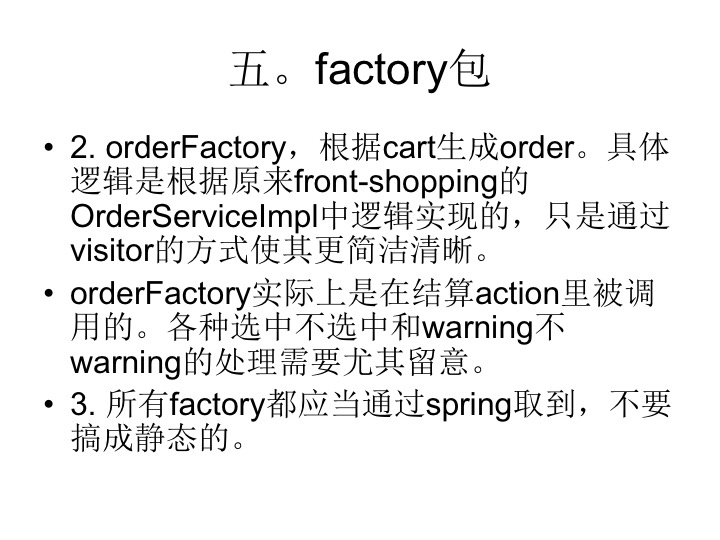 五。factory包
• 2. orderFactory，根据cart生成order。具体
逻辑是根据原来front-shopping的
OrderServiceImpl中逻辑实现的，只是通过
visitor的方式使其更简洁清晰。
• orderFactory实际上是在结算action里被调
用的。各种选中不选中和warning不
warning的处理需要尤其留意。
• 3. 所有factory都应当通过spring取到，不要
搞成静态的。